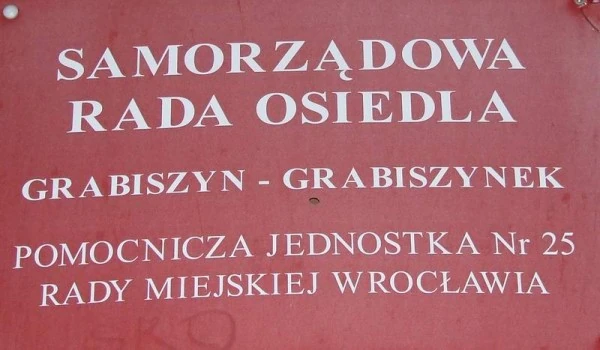 SAMORZĄDOWA
RADA OSIEDLA
GRABISZYN - GRABISZYNEK
POMOCNICZA JEDNOSTKA Nr 25
RADY MIEJSKIEJ WROCŁAWIA